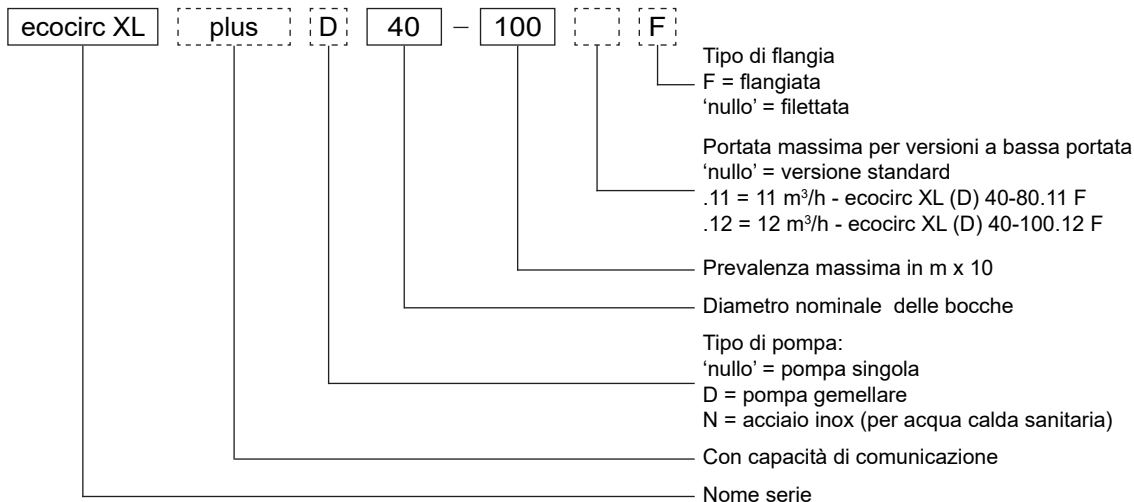 ecocirc XL plus D 40 – 100 F
Tipo di flangia
F = flangiata
‘nullo’ = filettata
Portata massima per versioni a bassa portata
‘nullo’ = versione standard
.11 = 11 m³/h - ecocirc XL (D) 40-80.11 F
.12 = 12 m³/h - ecocirc XL (D) 40-100.12 F
Prevalenza massima in m x 10
Diametro nominale delle bocche
Tipo di pompa:
‘nullo’ = pompa singola
D = pompa gemellare
N = acciaio inox (per acqua calda sanitaria)
Con capacità di comunicazione
Nome serie